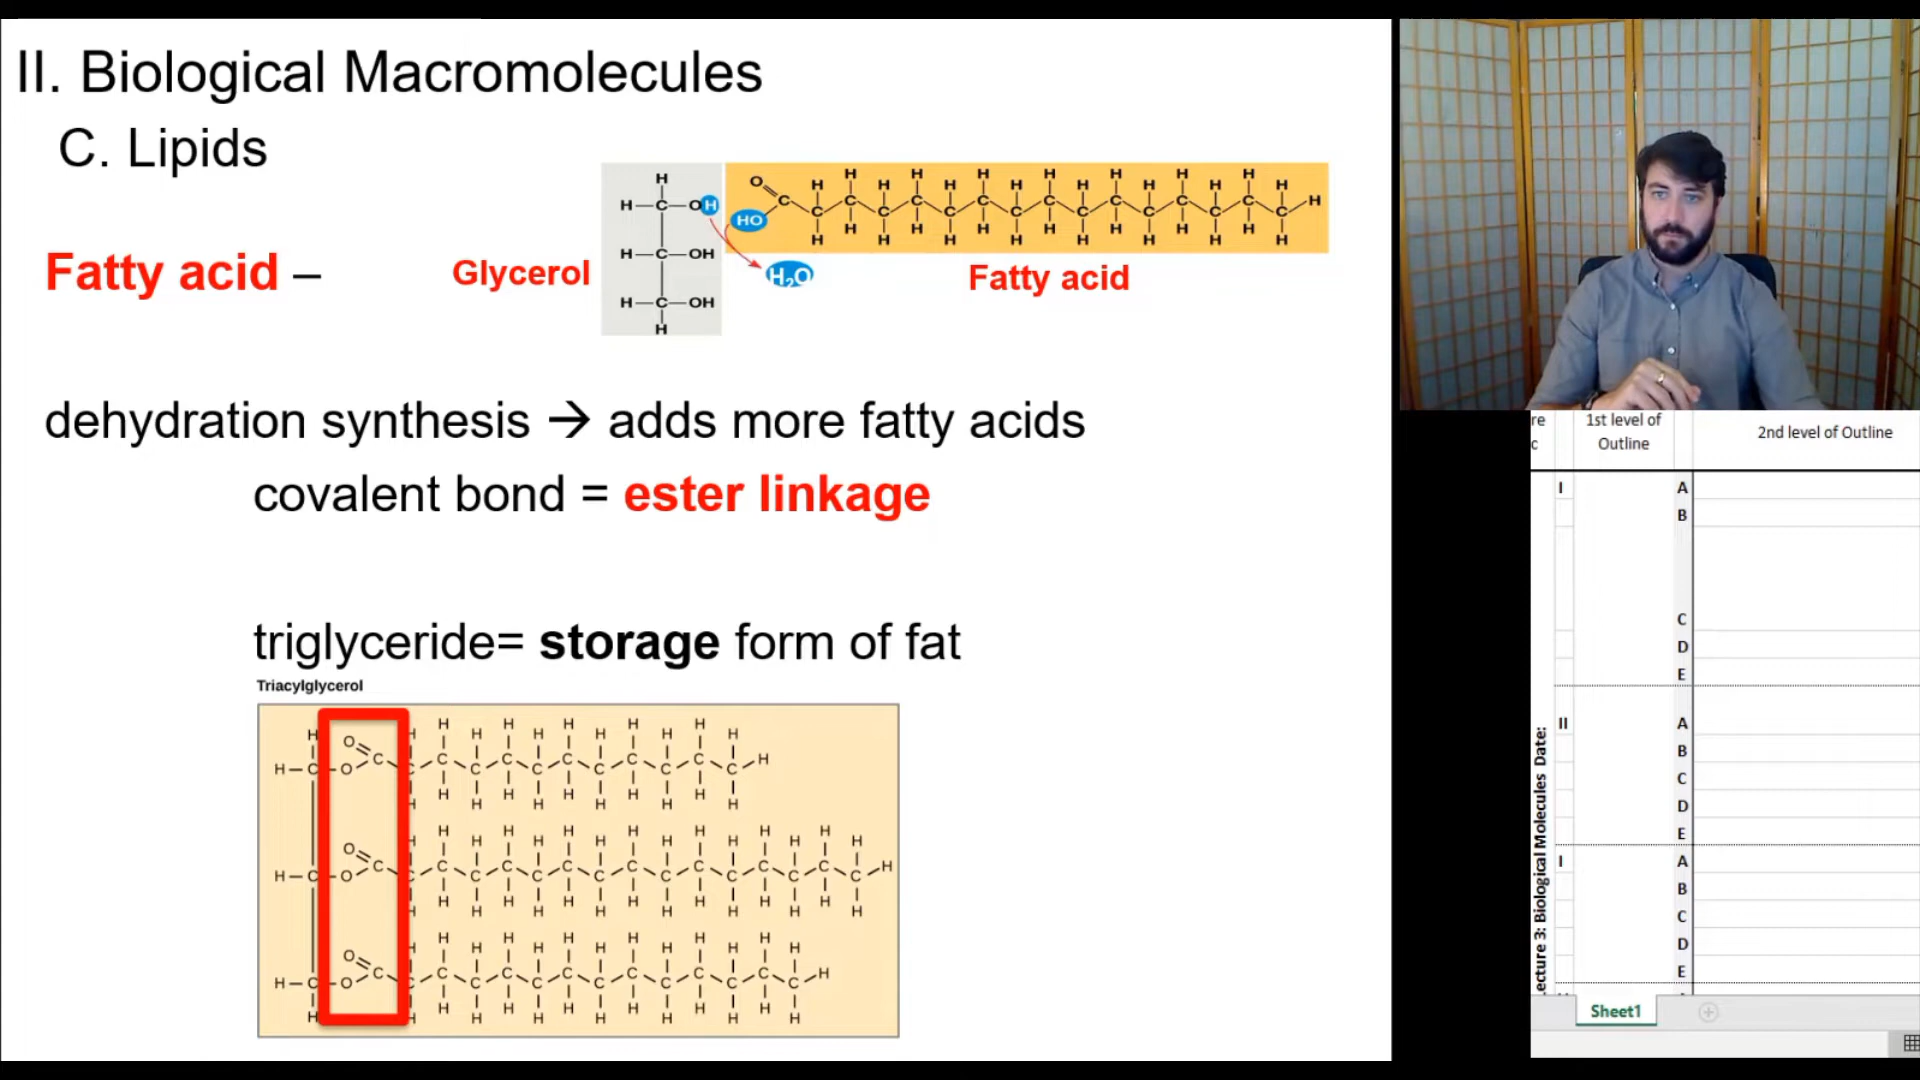 II. Biological Macromolecules
C. Lipids
Fatty acid –
Glycerol
H
H—C—OH
H—C—OH
H—C—OH
H
HO
O
H₂O
Fatty acid
dehydration synthesis → adds more fatty acids
covalent bond = ester linkage
triglyceride= storage form of fat
Triacylglycerol
re
c
1st level of
Outline
2nd level of Outline
I
A
B
C
D
E
II
A
B
C
D
E
I
A
B
C
D
E
ecture 3: Biological Molecules Date:
Sheet1